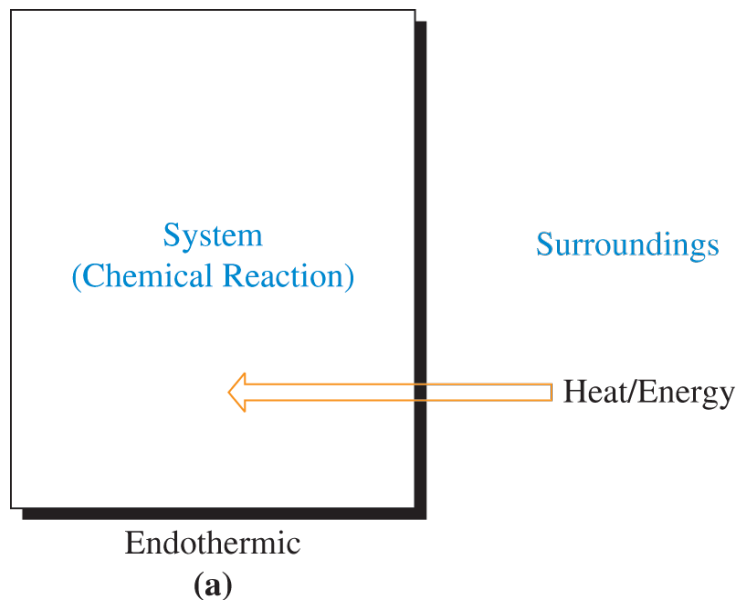 System
(Chemical Reaction)
Surroundings
Heat/Energy
Endothermic
(a)